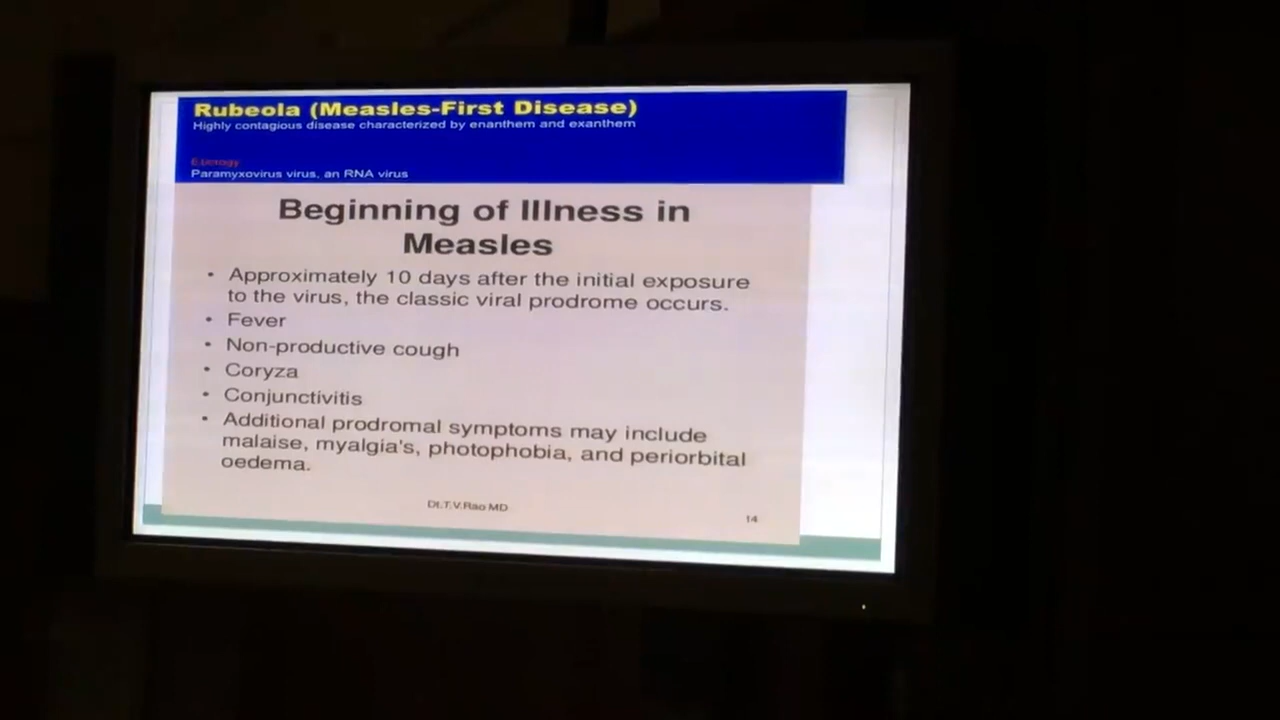 Rubeola (Measles-First Disease)
Highly contagious disease characterized by enanthem and exanthem
Paramyxovirus virus, an RNA virus
Beginning of Illness in
Measles
• Approximately 10 days after the initial exposure
to the virus, the classic viral prodrome occurs.
• Fever
• Non-productive cough
• Coryza
• Conjunctivitis
• Additional prodromal symptoms may include
malaise, myalgia's, photophobia, and periorbital
oedema.
Dr.T.V.Rao MD
14